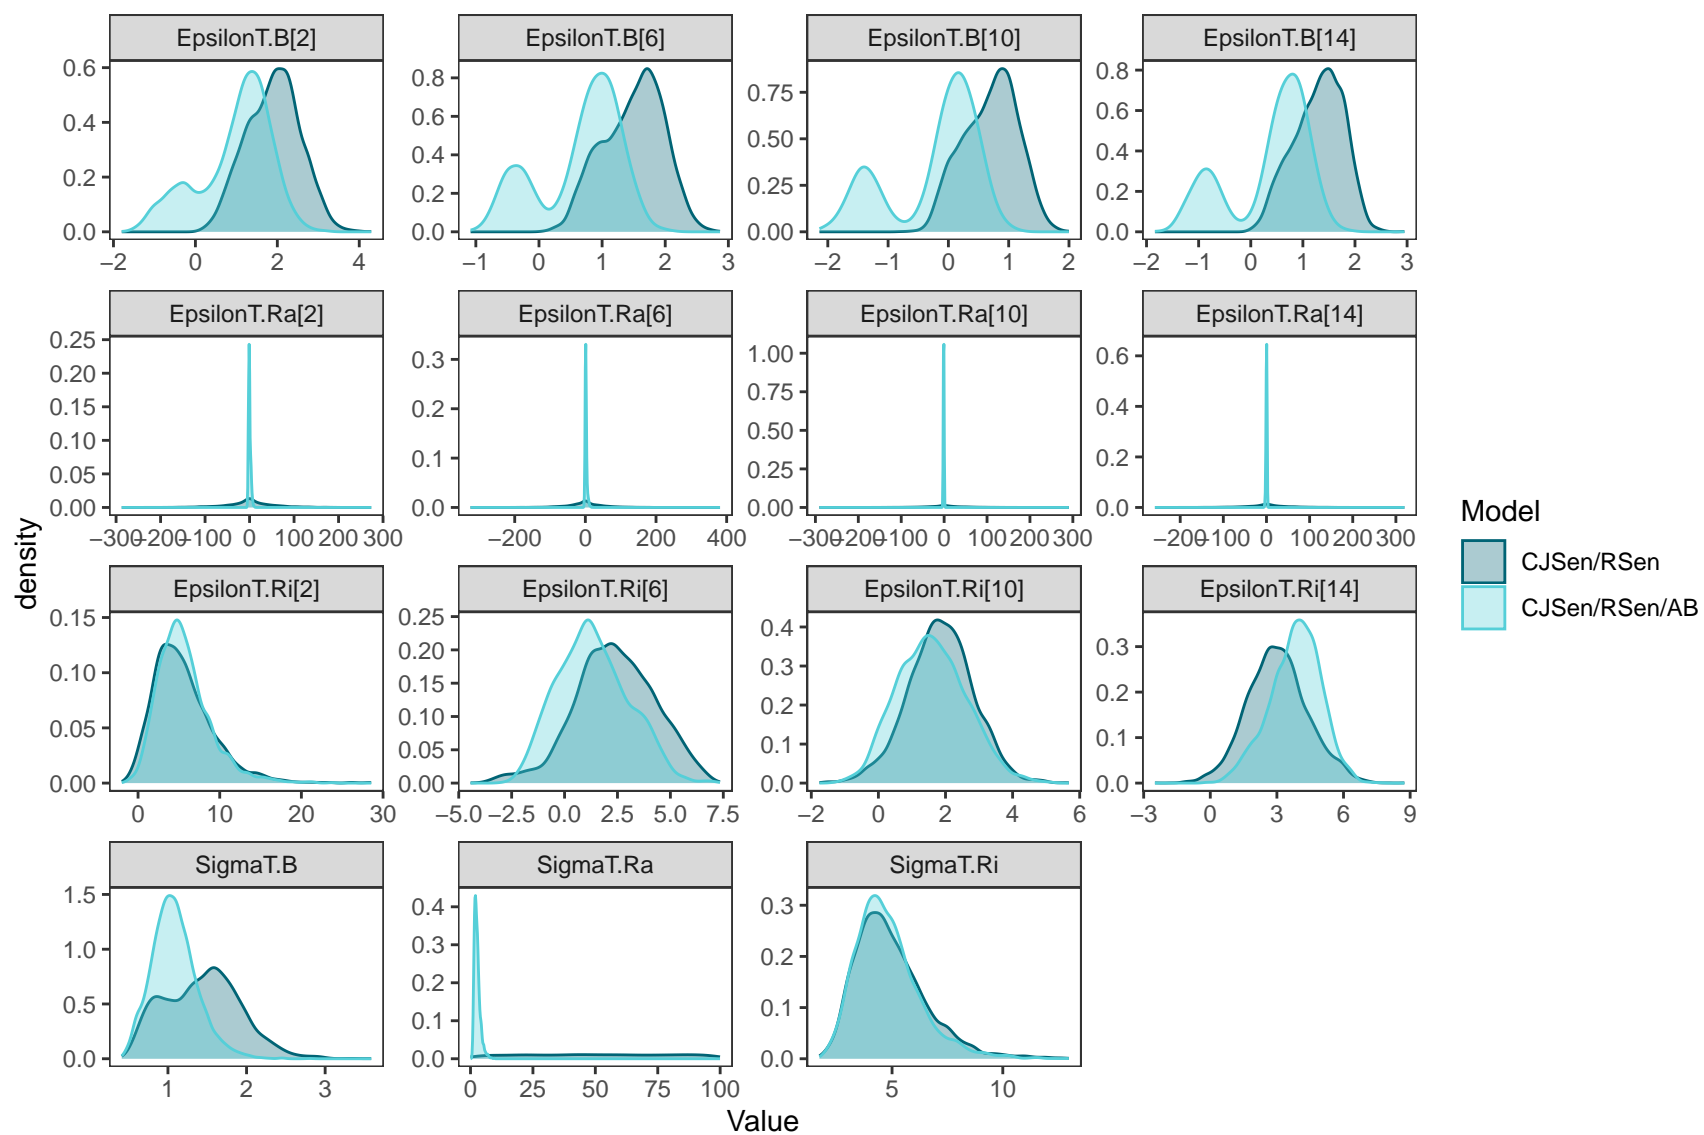 EpsilonT.B[2] EpsilonT.B[6] EpsilonT.B[10] EpsilonT.B[14]
0.6 0.4 0.2 0.0
0.8 0.6 0.4 0.2 0.0
0.75 0.50 0.25 0.00
0.8 0.6 0.4 0.2 0.0
−2 0 2 4
−1 0 1 2 3
−2 −1 0 1 2
−2 −1 0 1 2 3
EpsilonT.Ra[2] EpsilonT.Ra[6] EpsilonT.Ra[10] EpsilonT.Ra[14]
0.25 0.20 0.15 0.10 0.05 0.00
0.3 0.2 0.1 0.0
1.00 0.75 0.50 0.25 0.00
0.6 0.4 0.2 0.0
−300 −200 −100 0 100 200 300
−200 0 200 400
−300 −200 −100 0 100 200 300
−200 −100 0 100 200 300
EpsilonT.Ri[2] EpsilonT.Ri[6] EpsilonT.Ri[10] EpsilonT.Ri[14]
0.15 0.10 0.05 0.00
0.25 0.20 0.15 0.10 0.05 0.00
0.4 0.3 0.2 0.1 0.0
0.3 0.2 0.1 0.0
0 10 20 30
−5.0 −2.5 0.0 2.5 5.0 7.5
−2 0 2 4 6
−3 0 3 6 9
SigmaT.B SigmaT.Ra SigmaT.Ri
1.5 1.0 0.5 0.0
0.4 0.3 0.2 0.1 0.0
0.3 0.2 0.1 0.0
1 2 3
0 25 50 75 100
5 10
density
Value
Model
CJSen/RSen
CJSen/RSen/AB